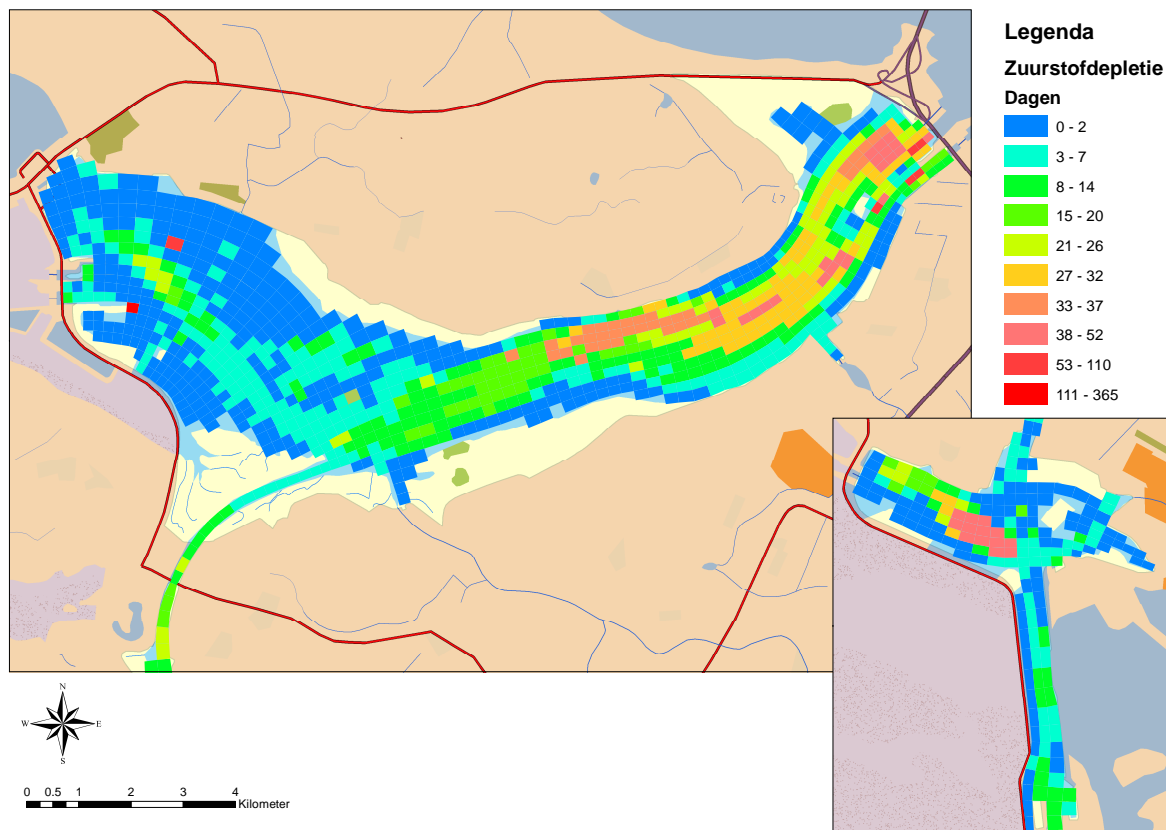 Legenda
Zuurstofdepletie
Dagen
0 - 2
3 - 7
8 - 14
15 - 20
21 - 26
27 - 32
33 - 37
38 - 52
53 - 110
111 - 365
N
W E
S
0 0.5 1 2 3 4
Kilometer